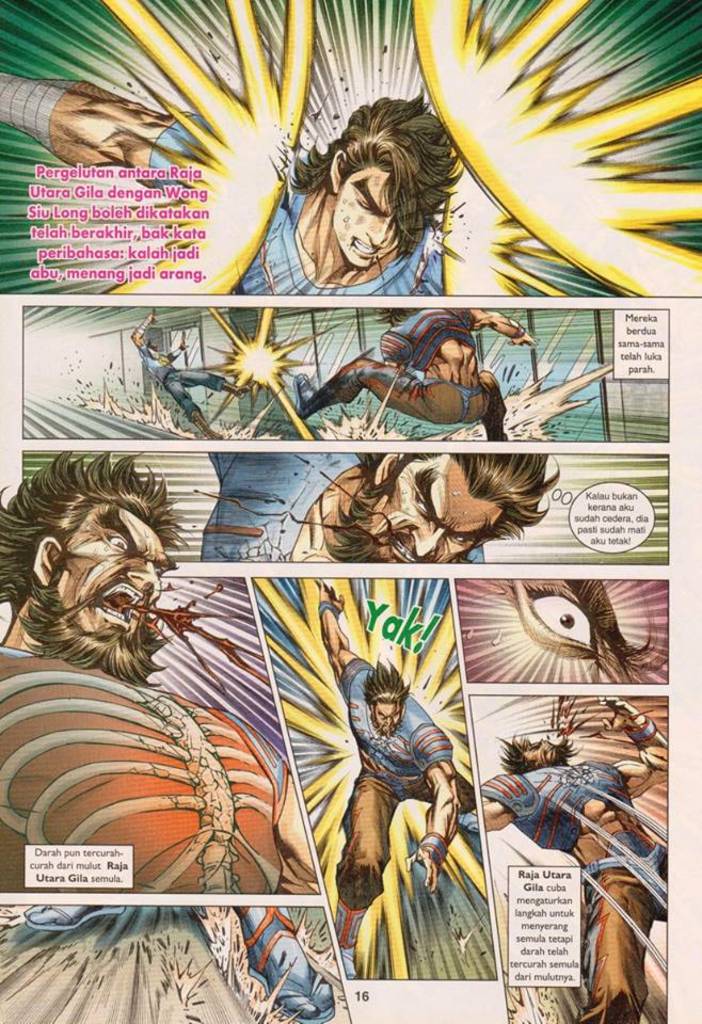 Pergelutan antara Raja
Utara Gila dengan Wong
Siu Long boleh dikatakan
telah berakhir, bak kata
peribahasa: kalah jadi
abu, menang jadi arang.
Mereka
berdua
sama-sama
telah luka
parah.
Kalau bukan
kerana aku
sudah cedera, dia
pasti sudah mati
aku tetak!
Yak!
Darah pun tercurah-
curah dari mulut Raja
Utara Gila semula.
Raja Utara
Gila cuba
mengaturkan
langkah untuk
menyerang
semula tetapi
darah telah
tercurah semula
dari mulutnya.
16